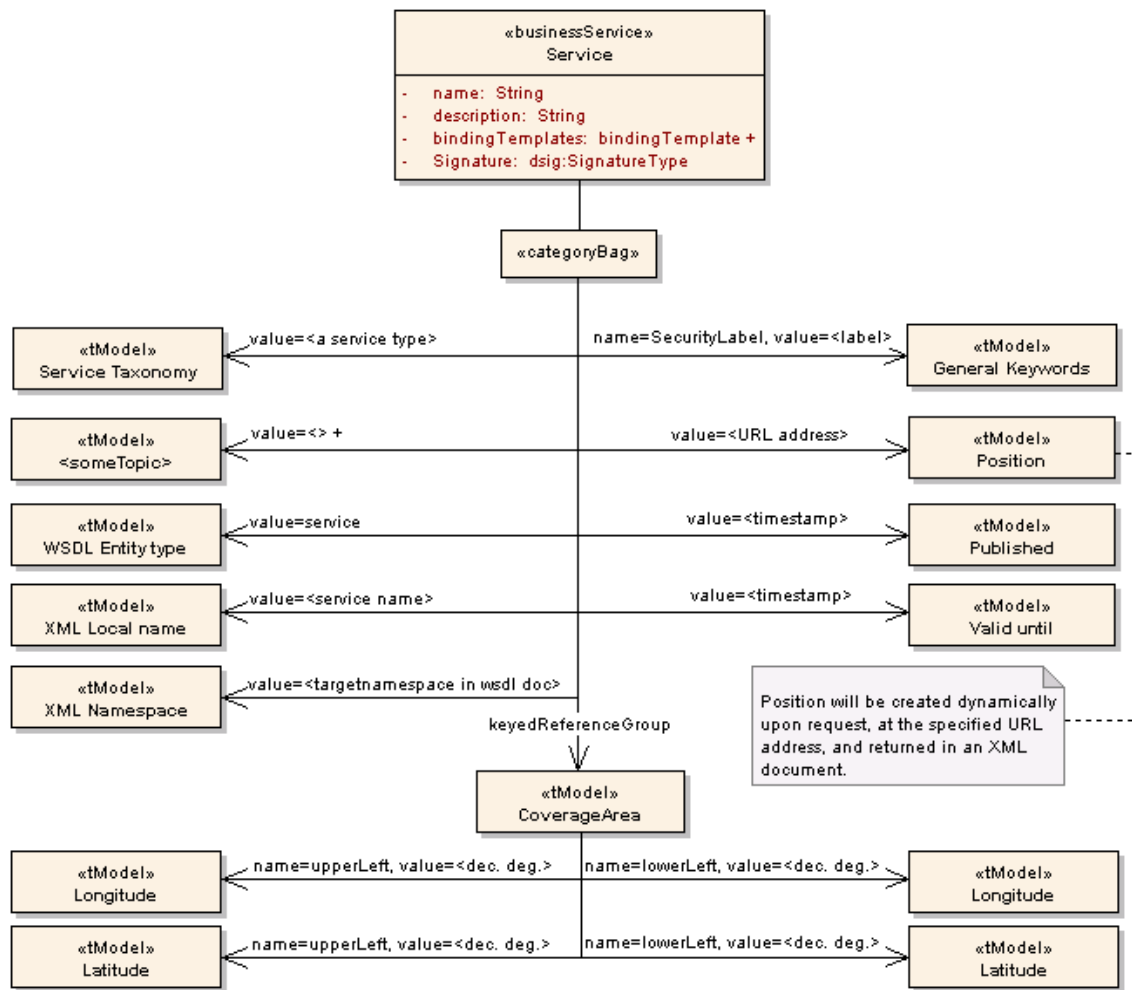 «businessService»
Service
- name: String
- description: String
- bindingTemplates: bindingTemplate +
- Signature: dsig:SignatureType
«categoryBag»
value=<a service type>
name=SecurityLabel, value=<label>
«tModel»
Service Taxonomy
«tModel»
General Keywords
value=<> +
value=<URL address>
«tModel»
<someTopic>
«tModel»
Position
value=service
value=<timestamp>
«tModel»
WSDL Entity type
«tModel»
Published
value=<service name>
value=<timestamp>
«tModel»
XML Local name
«tModel»
Valid until
value=<targetnamespace in wsdl doc>
«tModel»
XML Namespace
Position will be created dynamically
upon request, at the specified URL
address, and returned in an XML
document.
keyedReferenceGroup
«tModel»
CoverageArea
name=upperLeft, value=<dec. deg.>
name=lowerLeft, value=<dec. deg.>
«tModel»
Longitude
«tModel»
Longitude
name=upperLeft, value=<dec. deg.>
name=lowerLeft, value=<dec. deg.>
«tModel»
Latitude
«tModel»
Latitude